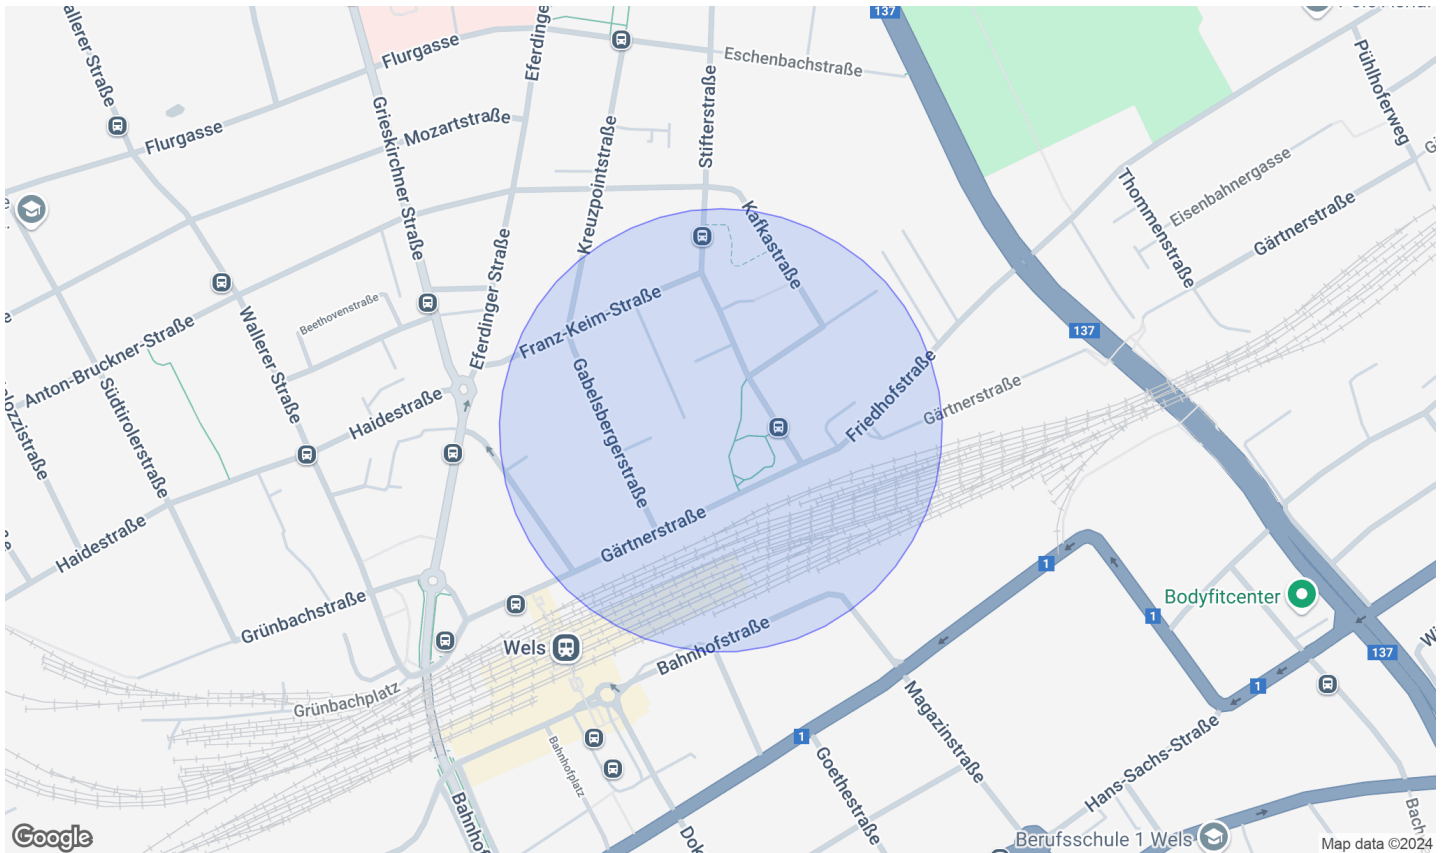 137
Flurgasse
Eschenbachstraße
Flurgasse
Mozartstraße
Grieskirchner Straße
Kreuzpointstraße
Stifterstraße
Kafkastraße
Pühlhoferweg
Eisenbahnergasse
Thommenstraße
Gärtnerstraße
Eferdinger Straße
Beethovenstraße
Franz-Keim-Straße
137
Anton-Bruckner-Straße
Wallerer Straße
Südtirolerstraße
Haidestraße
Gabelsbergerstraße
Friedhofstraße
Gärtnerstraße
Haidestraße
Gärtnerstraße
1
Grünbachstraße
Bodyfitcenter
1
Wels
Bahnhofstraße
137
Grünbachplatz
1
Magazinstraße
1
Bahnhofplatz
Goethestraße
Hans-Sachs-Straße
Berufsschule 1 Wels
Google
Map data ©2024